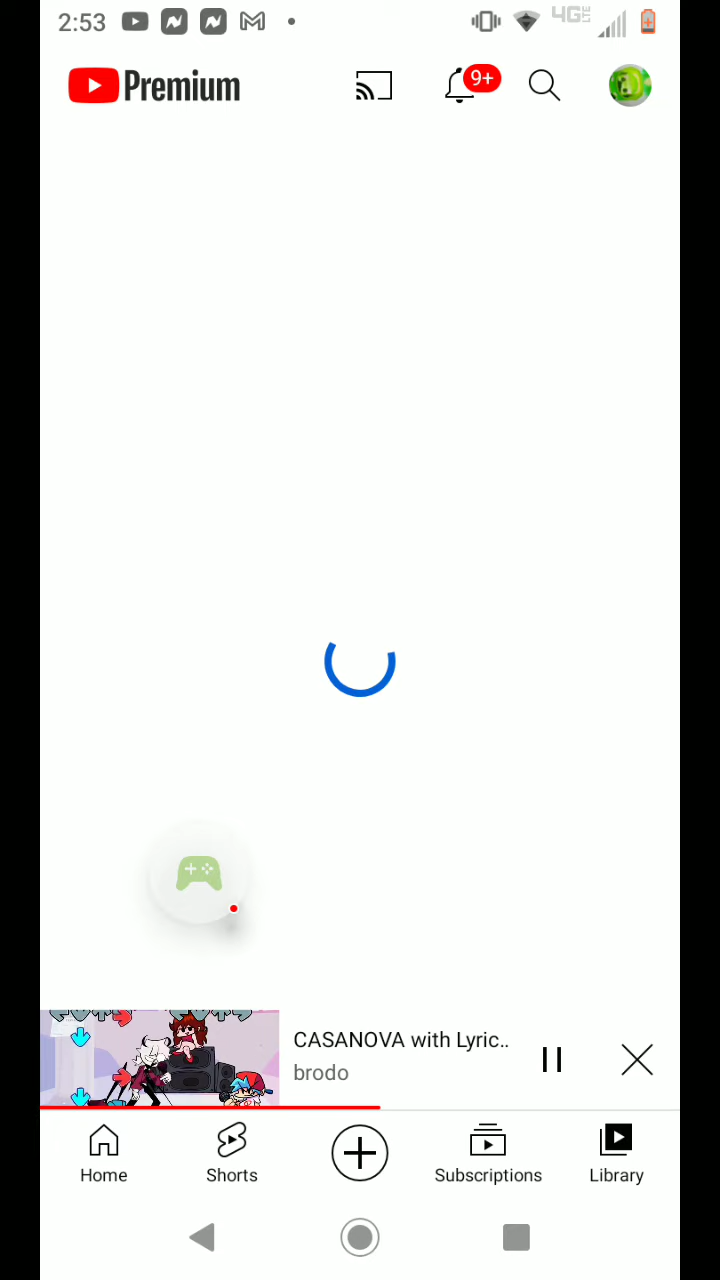 2:53
4G
Premium
9+
CASANOVA with Lyric..
brodo
Home
Shorts
Subscriptions
Library